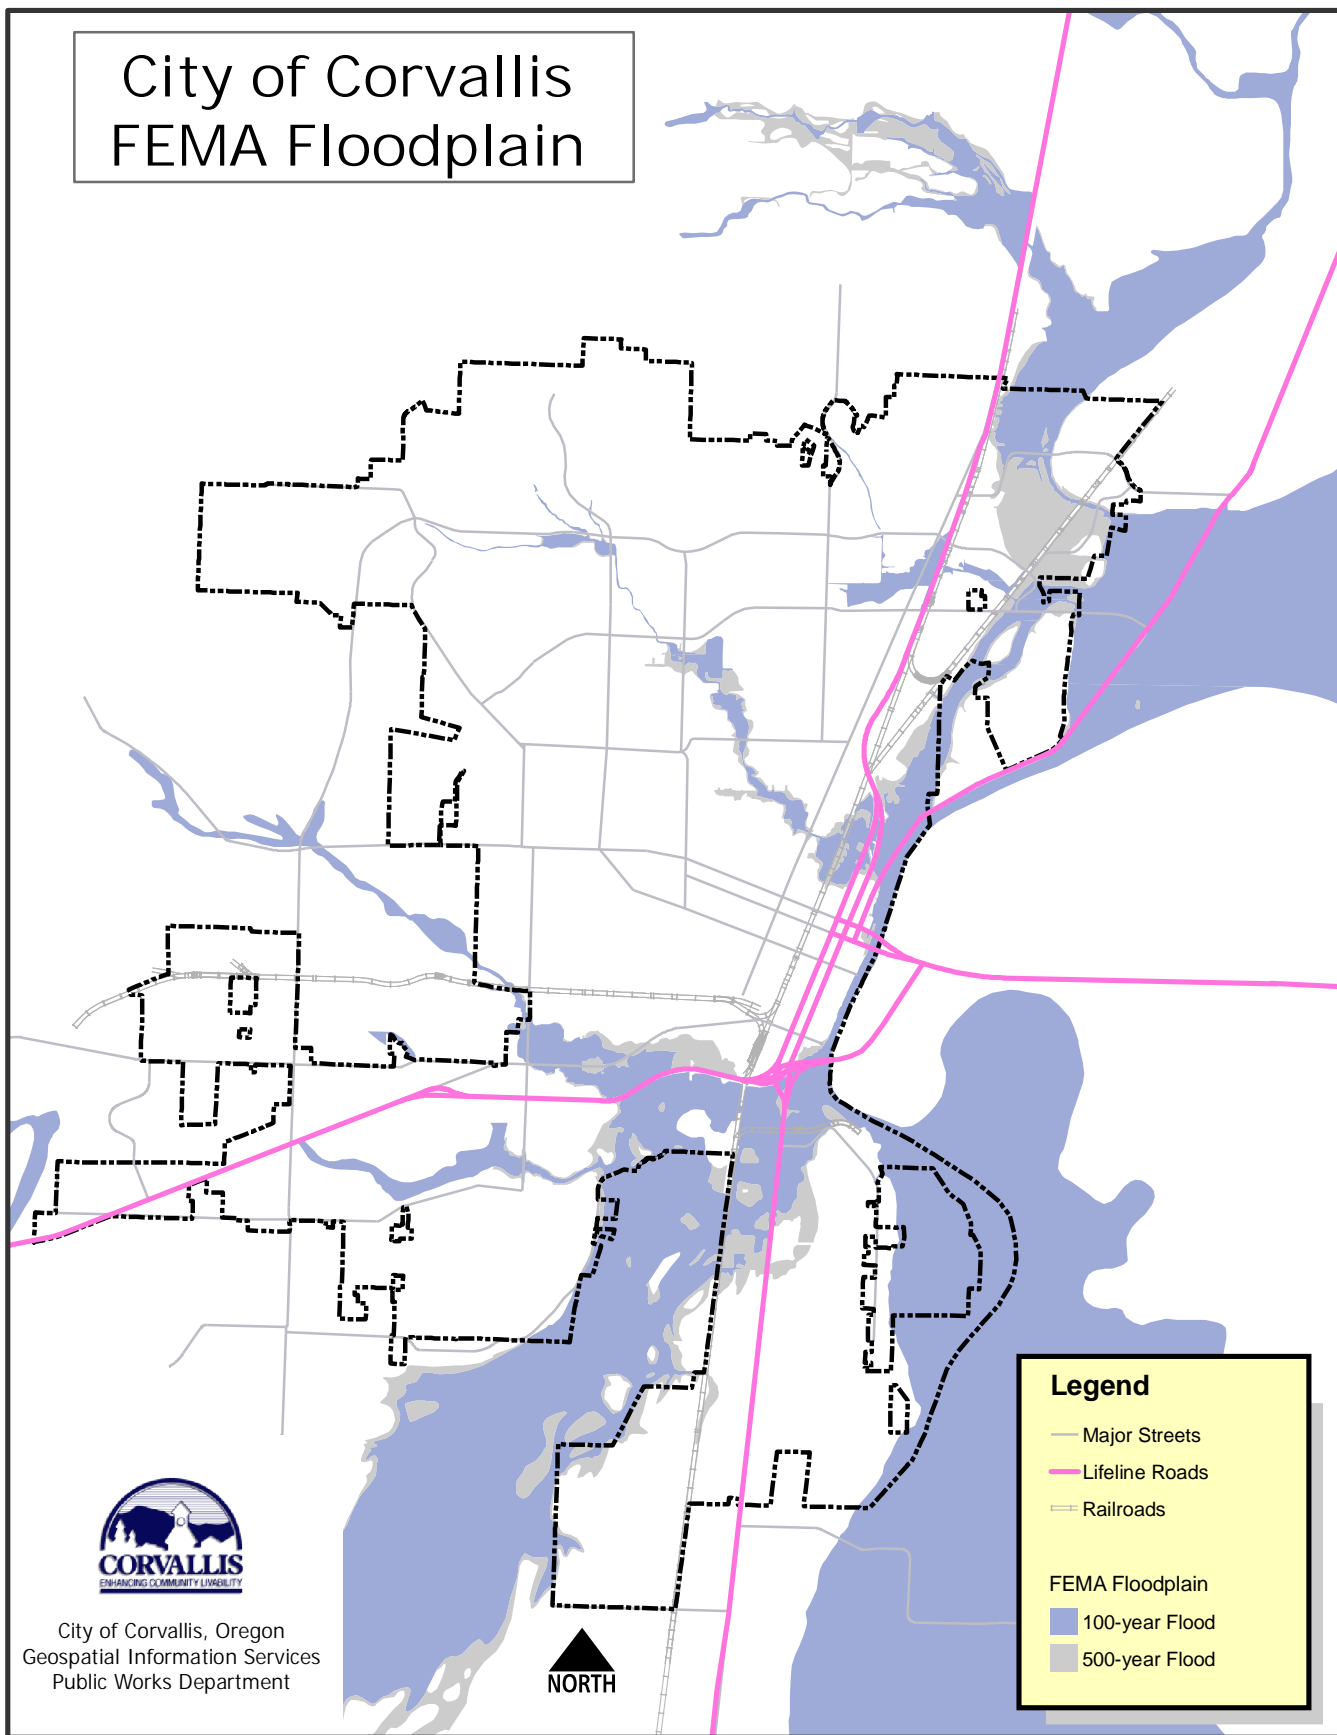 City of Corvallis
FEMA Floodplain
Legend
Major Streets
Lifeline Roads
Railroads
FEMA Floodplain
100-year Flood
500-year Flood
CORVALLIS
ENHANCING COMMUNITY LIVABILITY
City of Corvallis, Oregon
Geospatial Information Services
Public Works Department
NORTH